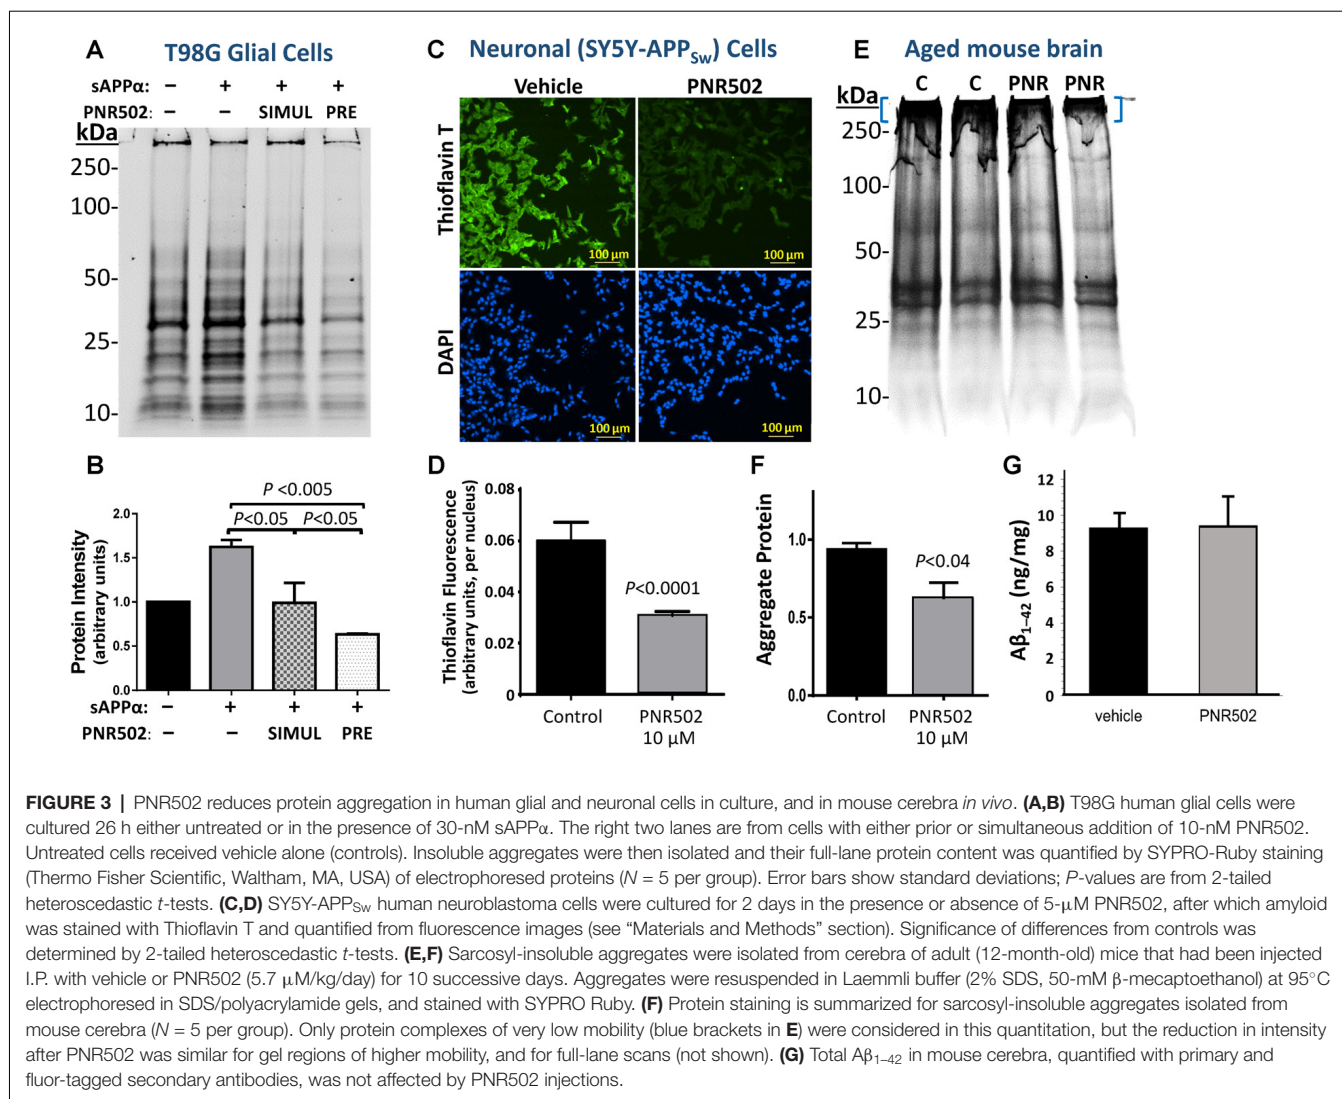 A T98G Glial Cells
sAPPα: – + + +
PNR502: – – SIMUL PRE
kDa
250-
100-
50-
25-
10-
C Neuronal (SY5Y-APPSw) Cells
Vehicle PNR502
Thioflavin T
100 µm 100 µm
DAPI
100 µm 100 µm
E Aged mouse brain
C C PNR PNR
kDa
250-
100-
50-
25-
10-
B
P <0.005
P<0.05 P<0.05
Protein Intensity
(arbitrary units)
2.0
1.5
1.0
0.5
0.0
sAPPα: – + + +
PNR502: – – SIMUL PRE
D
Thioflavin Fluorescence
(arbitrary units, per nucleus)
0.08
0.06
0.04
0.02
0
P<0.0001
Control PNR502
10 µM
F
Aggregate Protein
1.0
0.5
0.0
P<0.04
Control PNR502
10 µM
G
Aβ1–42 (ng/mg)
12
10
8
6
4
2
0
vehicle PNR502
FIGURE 3 | PNR502 reduces protein aggregation in human glial and neuronal cells in culture, and in mouse cerebra in vivo. (A,B) T98G human glial cells were
cultured 26 h either untreated or in the presence of 30-nM sAPPα. The right two lanes are from cells with either prior or simultaneous addition of 10-nM PNR502.
Untreated cells received vehicle alone (controls). Insoluble aggregates were then isolated and their full-lane protein content was quantified by SYPRO-Ruby staining
(Thermo Fisher Scientific, Waltham, MA, USA) of electrophoresed proteins (N = 5 per group). Error bars show standard deviations; P-values are from 2-tailed
heteroscedastic t-tests. (C,D) SY5Y-APPSw human neuroblastoma cells were cultured for 2 days in the presence or absence of 5-µM PNR502, after which amyloid
was stained with Thioflavin T and quantified from fluorescence images (see “Materials and Methods” section). Significance of differences from controls was
determined by 2-tailed heteroscedastic t-tests. (E,F) Sarcosyl-insoluble aggregates were isolated from cerebra of adult (12-month-old) mice that had been injected
I.P. with vehicle or PNR502 (5.7 µM/kg/day) for 10 successive days. Aggregates were resuspended in Laemmli buffer (2% SDS, 50-mM β-mecaptoethanol) at 95°C
electrophoresed in SDS/polyacrylamide gels, and stained with SYPRO Ruby. (F) Protein staining is summarized for sarcosyl-insoluble aggregates isolated from
mouse cerebra (N = 5 per group). Only protein complexes of very low mobility (blue brackets in E) were considered in this quantitation, but the reduction in intensity
after PNR502 was similar for gel regions of higher mobility, and for full-lane scans (not shown). (G) Total Aβ1–42 in mouse cerebra, quantified with primary and
fluor-tagged secondary antibodies, was not affected by PNR502 injections.